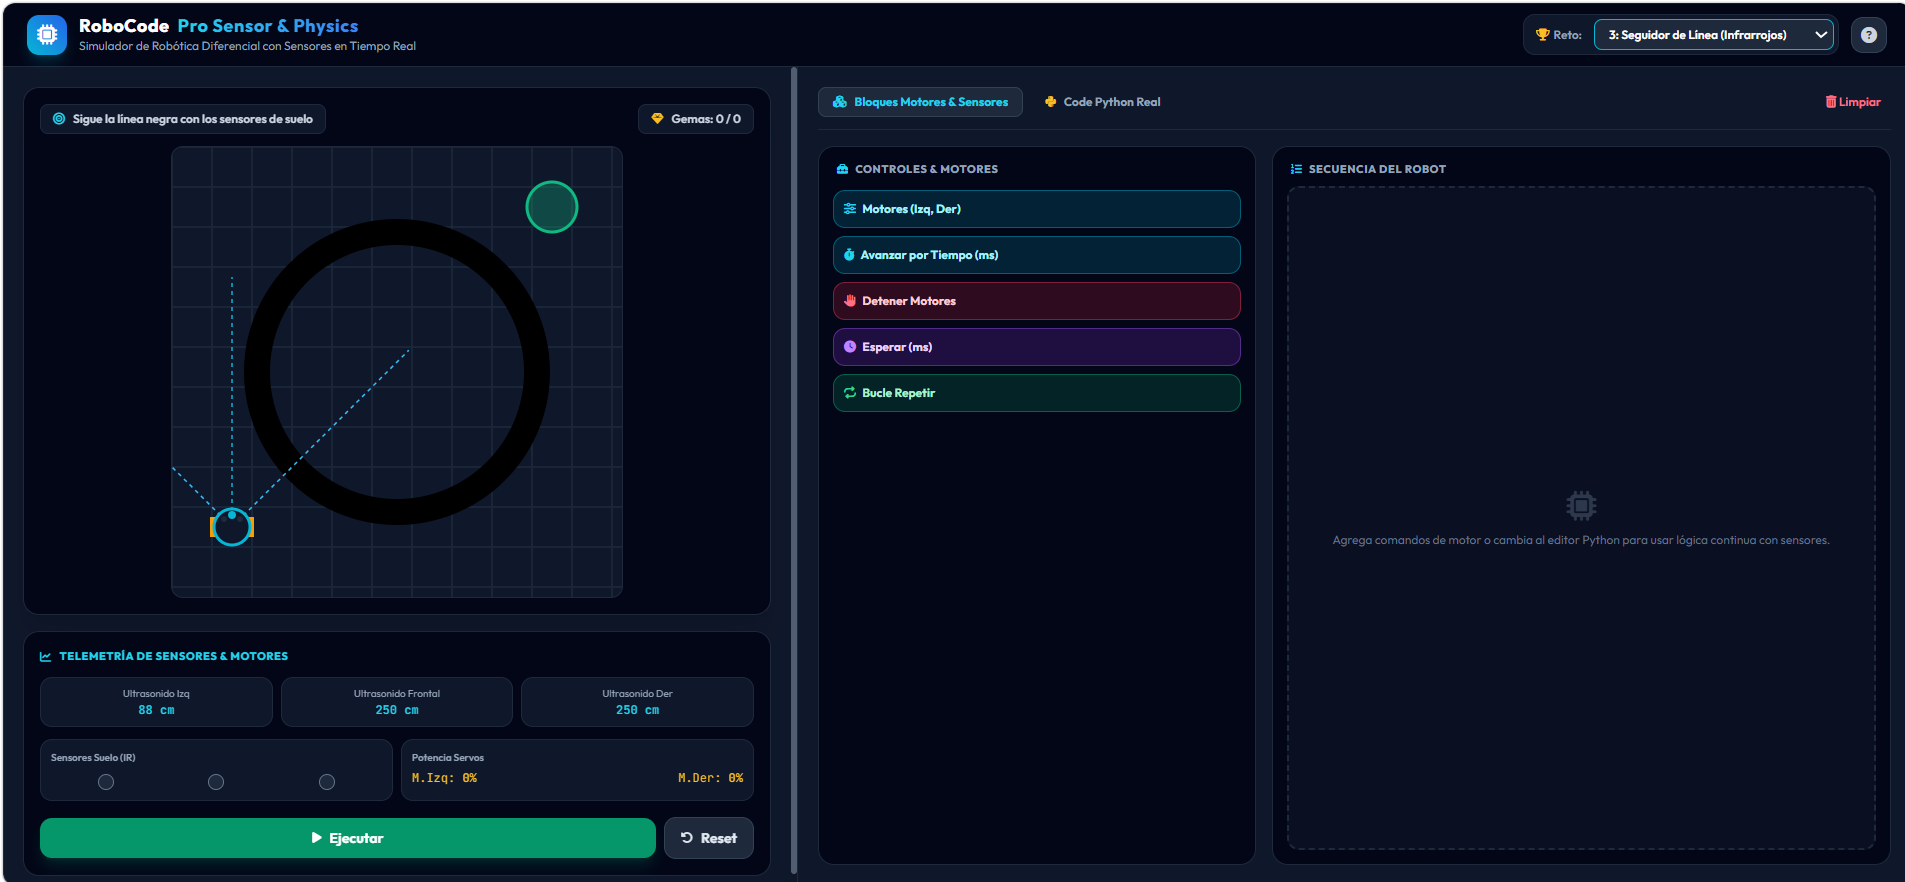 RoboCode Pro Sensor & Physics
Simulador de Robótica Diferencial con Sensores en Tiempo Real
Reto:
3: Seguidor de Línea (Infrarrojos)
?
Sigue la línea negra con los sensores de suelo
Gemas: 0 / 0
TELEMETRÍA DE SENSORES & MOTORES
Ultrasonido Izq
88 cm
Ultrasonido Frontal
250 cm
Ultrasonido Der
250 cm
Sensores Suelo (IR)
Potencia Servos
M.Izq: 0%
M.Der: 0%
Ejecutar
Reset
Bloques Motores & Sensores
Code Python Real
Limpiar
CONTROLES & MOTORES
Motores (Izq, Der)
Avanzar por Tiempo (ms)
Detener Motores
Esperar (ms)
Bucle Repetir
SECUENCIA DEL ROBOT
Agrega comandos de motor o cambia al editor Python para usar lógica continua con sensores.